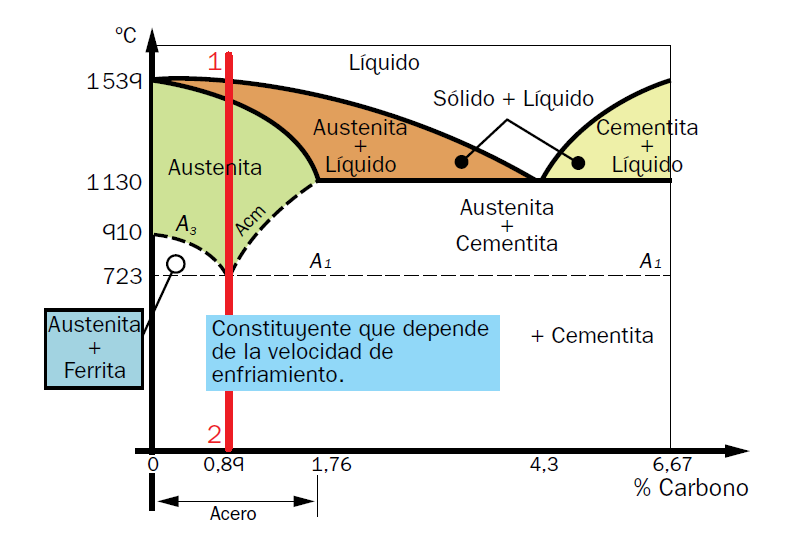 ºC
1
Líquido
1539
Sólido + Líquido
Austenita
+
Líquido
Cementita
+
Líquido
Austenita
1130
Acm
A3
910
Austenita
+
Cementita
A1
A1
723
Austenita
+
Ferrita
Constituyente que depende
de la velocidad de
enfriamiento.
+ Cementita
2
0
0,89
1,76
4,3
6,67
% Carbono
Acero